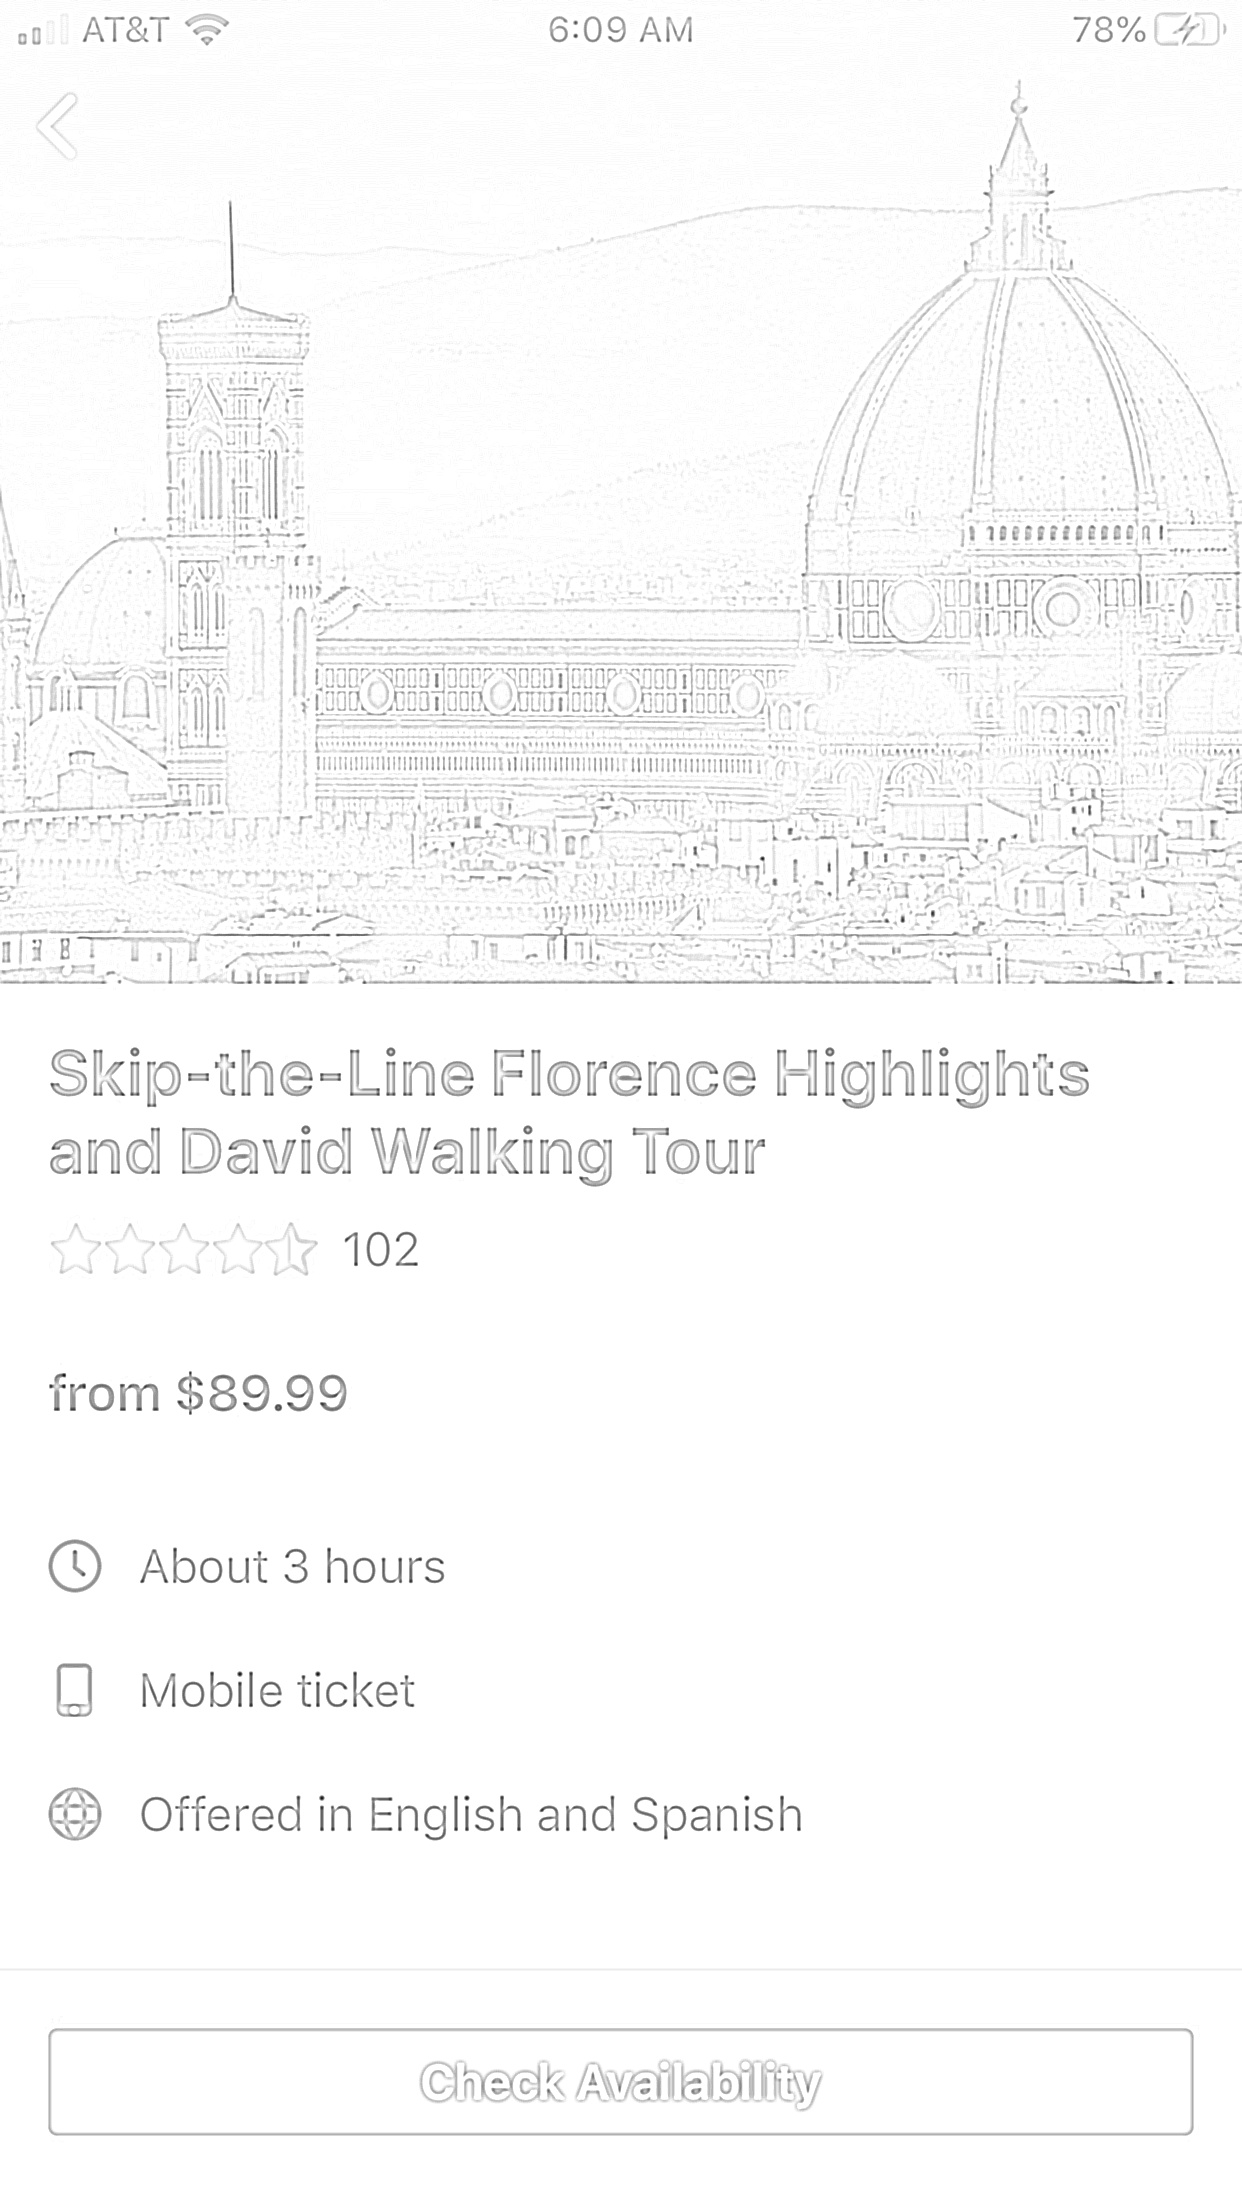 AT&T 6:09 AM 78%
Skip-the-Line Florence Highlights
and David Walking Tour
102
from $89.99
About 3 hours
Mobile ticket
Offered in English and Spanish
Check Availability